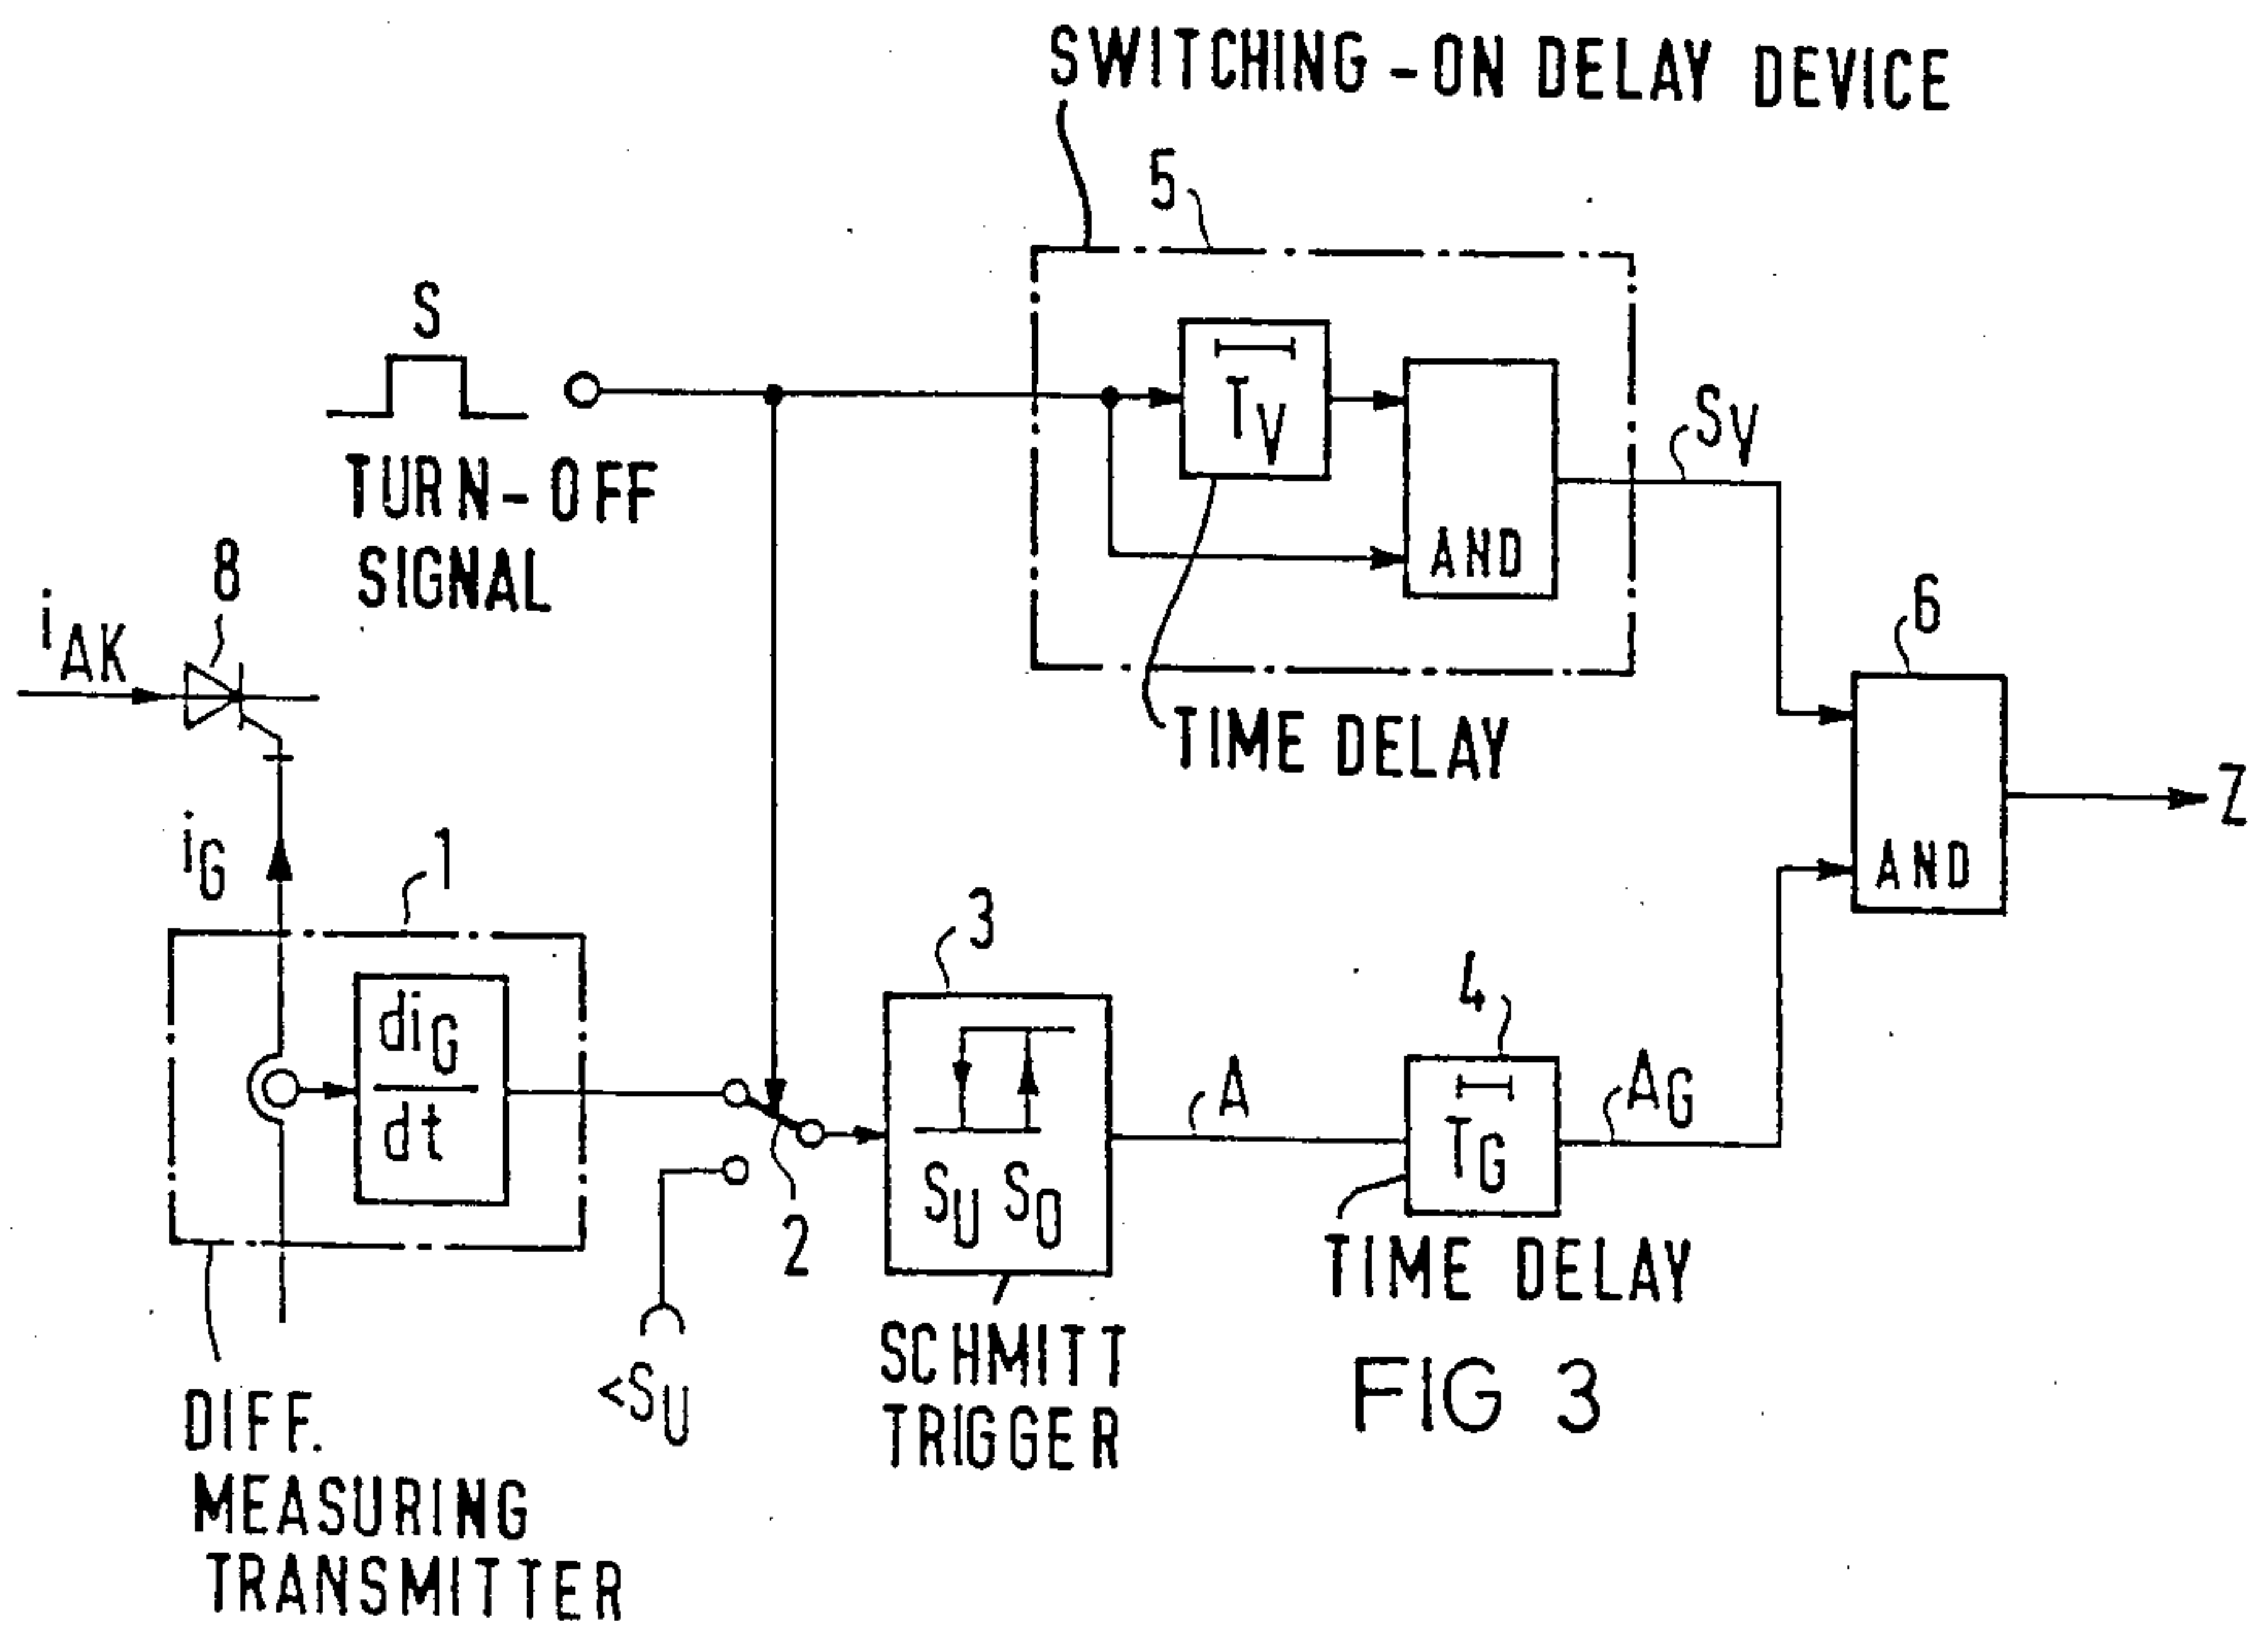 SWITCHING-ON DELAY DEVICE
5
S
TURN-OFF
SIGNAL
TV
AND
SV
TIME DELAY
iAK
8
6
AND
Z
iG
1
diG
dt
2
<SU
3
SU SO
SCHMITT
TRIGGER
A
4
TG
AG
TIME DELAY
DIFF.
MEASURING
TRANSMITTER
FIG 3